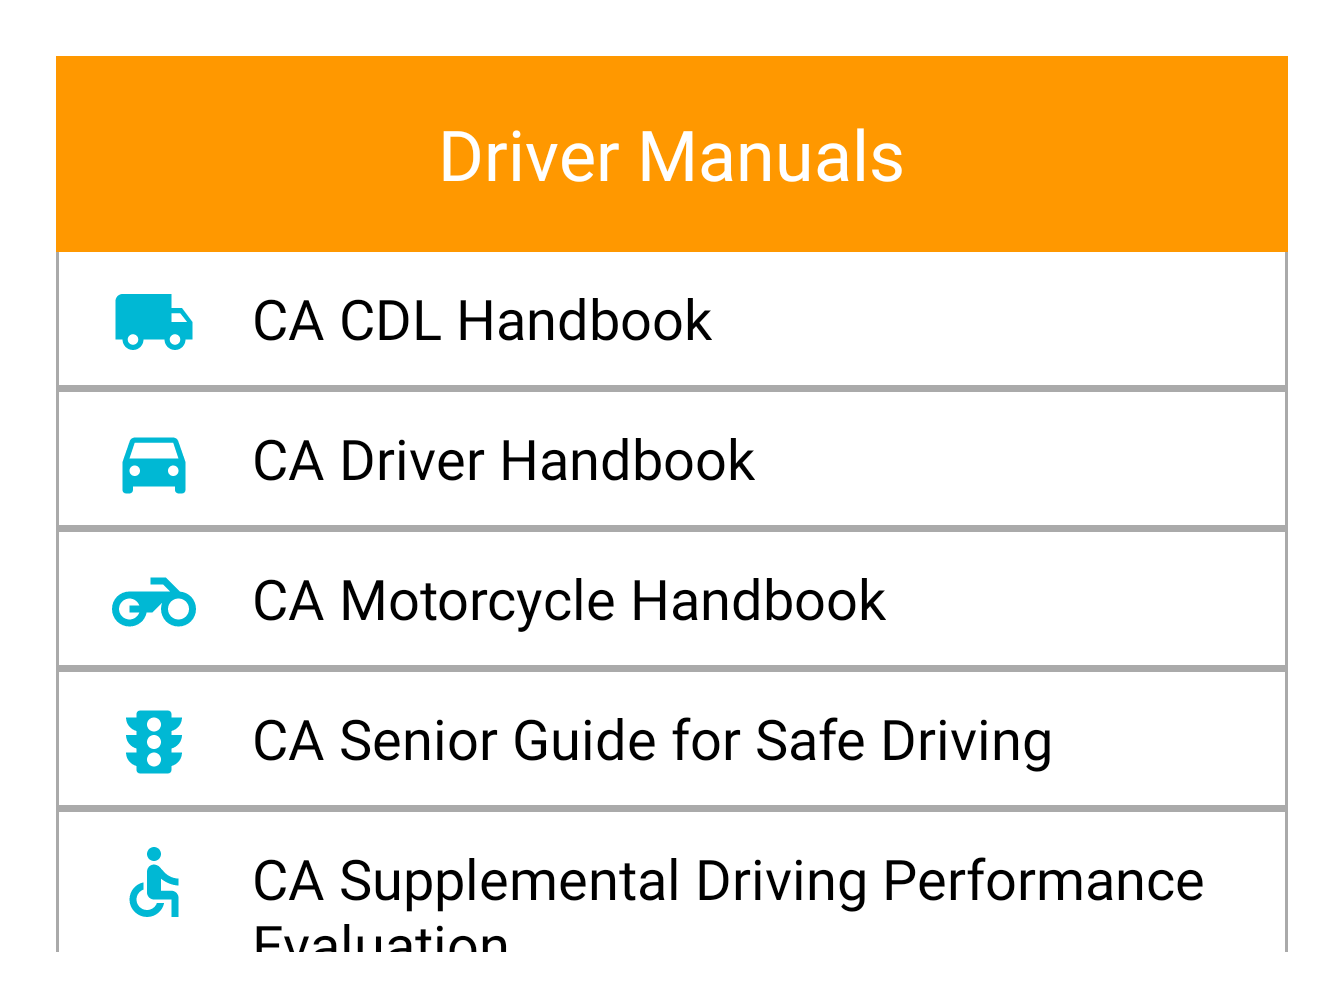 Driver Manuals
CA CDL Handbook
CA Driver Handbook
CA Motorcycle Handbook
CA Senior Guide for Safe Driving
CA Supplemental Driving Performance
Evaluation